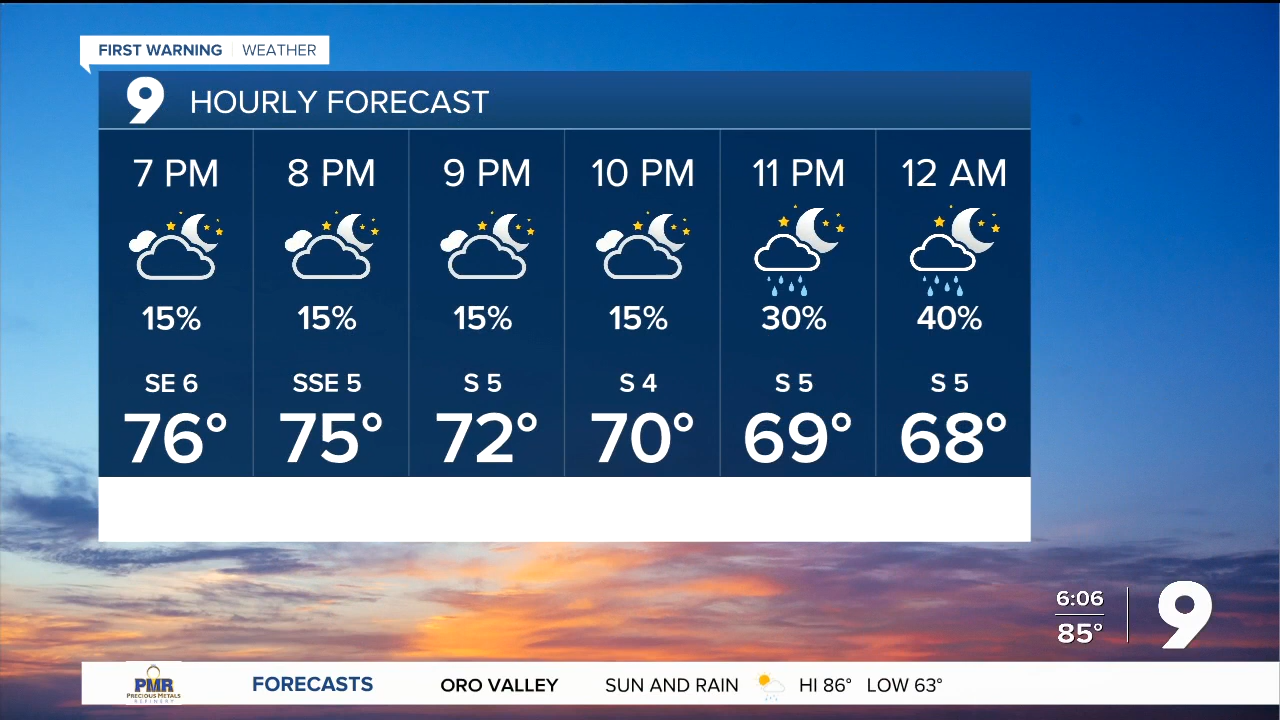 FIRST WARNING WEATHER
9 HOURLY FORECAST
7 PM 8 PM 9 PM 10 PM 11 PM 12 AM
15% 15% 15% 15% 30% 40%
SE 6 SSE 5 S 5 S 4 S 5 S 5
76° 75° 72° 70° 69° 68°
6:06
85°
9
PMR
PRECIOUS METALS
REFINERY
FORECASTS ORO VALLEY SUN AND RAIN HI 86° LOW 63°